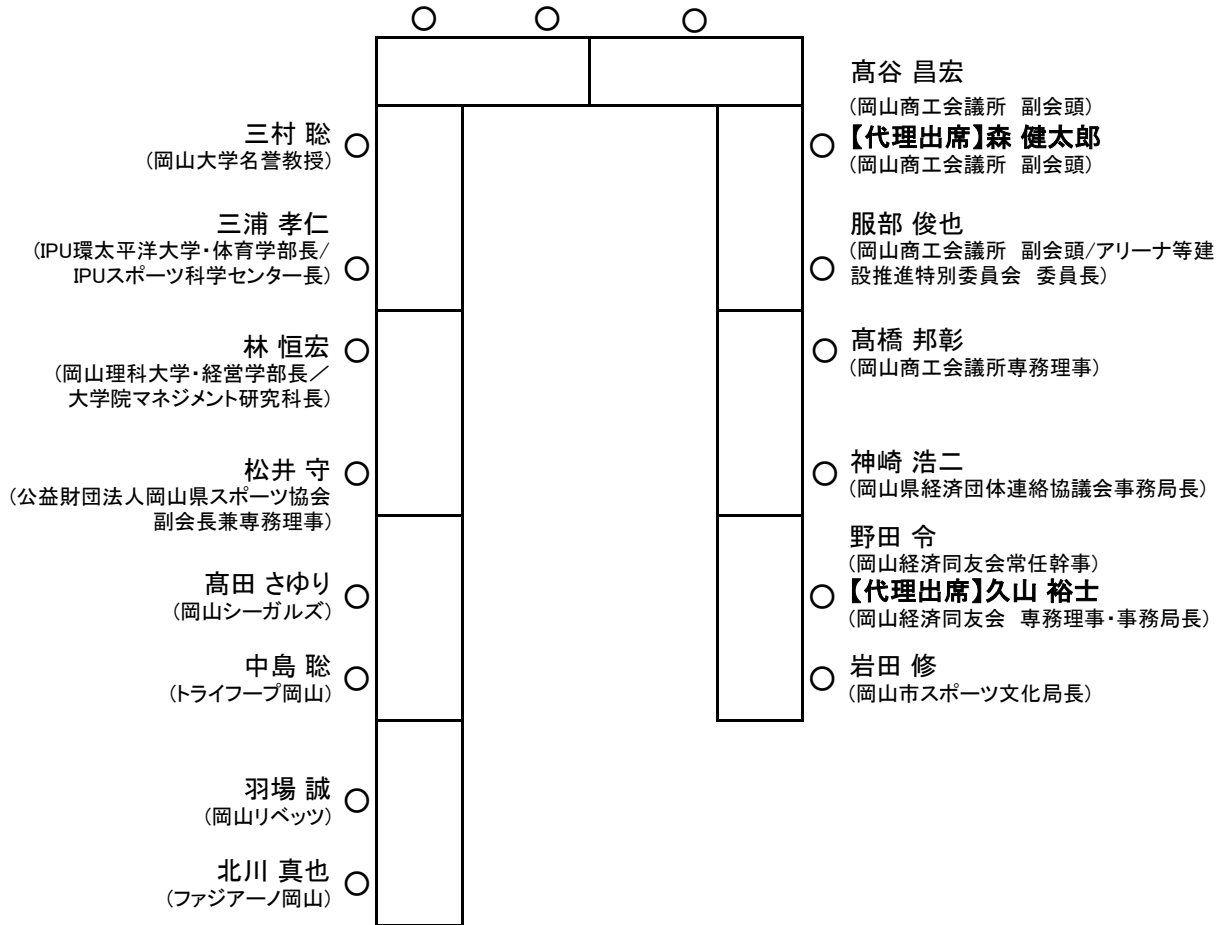 三村 聡
(岡山大学名誉教授)
三浦 孝仁
(IPU環太平洋大学・体育学部長/
IPUスポーツ科学センター長)
林 恒宏
(岡山理科大学・経営学部長／
大学院マネジメント研究科長)
松井 守
(公益財団法人岡山県スポーツ協会
副会長兼専務理事)
髙田 さゆり
(岡山シーガルズ)
中島 聡
(トライフープ岡山)
羽場 誠
(岡山リベッツ)
北川 真也
(ファジアーノ岡山)
髙谷 昌宏
(岡山商工会議所　副会頭)
【代理出席】森 健太郎
(岡山商工会議所　副会頭)
服部 俊也
(岡山商工会議所　副会頭/アリーナ等建
設推進特別委員会　委員長)
髙橋 邦彰
(岡山商工会議所専務理事)
神崎 浩二
(岡山県経済団体連絡協議会事務局長)
野田 令
(岡山経済同友会常任幹事)
【代理出席】久山 裕士
(岡山経済同友会　専務理事・事務局長)
岩田 修
(岡山市スポーツ文化局長)